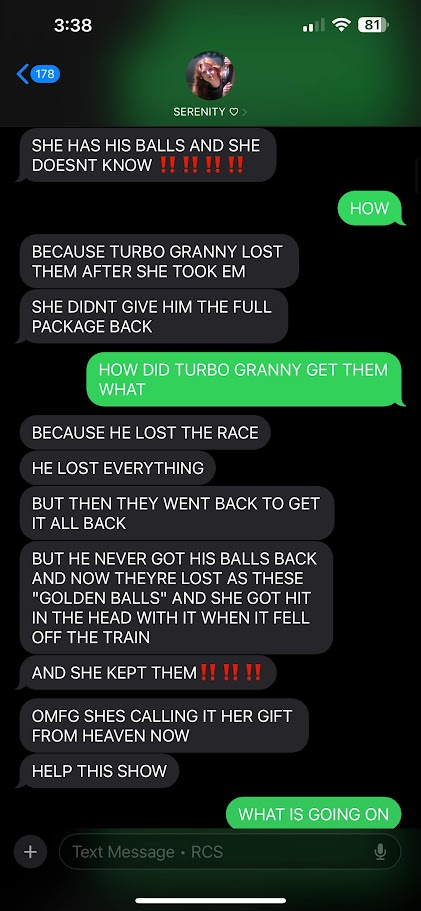 3:38
81
178
SERENITY ♡
SHE HAS HIS BALLS AND SHE
DOESNT KNOW ‼️‼️‼️‼️
HOW
BECAUSE TURBO GRANNY LOST
THEM AFTER SHE TOOK EM
SHE DIDNT GIVE HIM THE FULL
PACKAGE BACK
HOW DID TURBO GRANNY GET THEM
WHAT
BECAUSE HE LOST THE RACE
HE LOST EVERYTHING
BUT THEN THEY WENT BACK TO GET
IT ALL BACK
BUT HE NEVER GOT HIS BALLS BACK
AND NOW THEYRE LOST AS THESE
"GOLDEN BALLS" AND SHE GOT HIT
IN THE HEAD WITH IT WHEN IT FELL
OFF THE TRAIN
AND SHE KEPT THEM‼️‼️‼️
OMFG SHES CALLING IT HER GIFT
FROM HEAVEN NOW
HELP THIS SHOW
WHAT IS GOING ON
Text Message • RCS